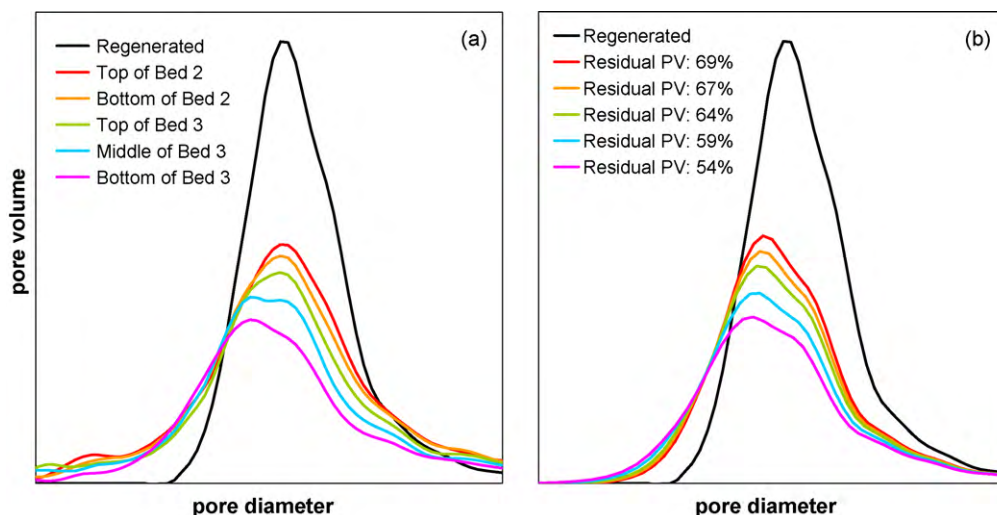 (a)
Regenerated
Top of Bed 2
Bottom of Bed 2
Top of Bed 3
Middle of Bed 3
Bottom of Bed 3
pore volume
pore diameter
(b)
Regenerated
Residual PV: 69%
Residual PV: 67%
Residual PV: 64%
Residual PV: 59%
Residual PV: 54%
pore diameter